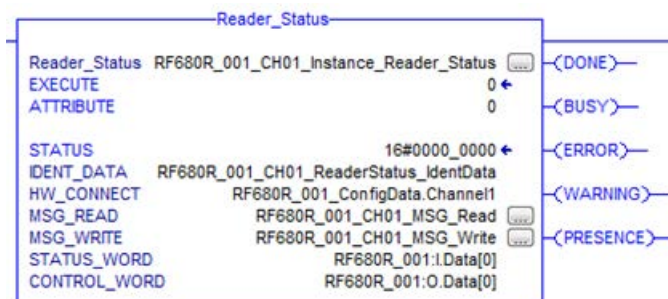 Reader_Status
Reader_Status RF680R_001_CH01_Instance_Reader_Status ... (DONE)
EXECUTE 0
ATTRIBUTE 0 (BUSY)
STATUS 16#0000_0000 (ERROR)
IDENT_DATA RF680R_001_CH01_ReaderStatus_IdentData
HW_CONNECT RF680R_001_ConfigData.Channel1 (WARNING)
MSG_READ RF680R_001_CH01_MSG_Read ...
MSG_WRITE RF680R_001_CH01_MSG_Write ... (PRESENCE)
STATUS_WORD RF680R_001:I.Data[0]
CONTROL_WORD RF680R_001:O.Data[0]